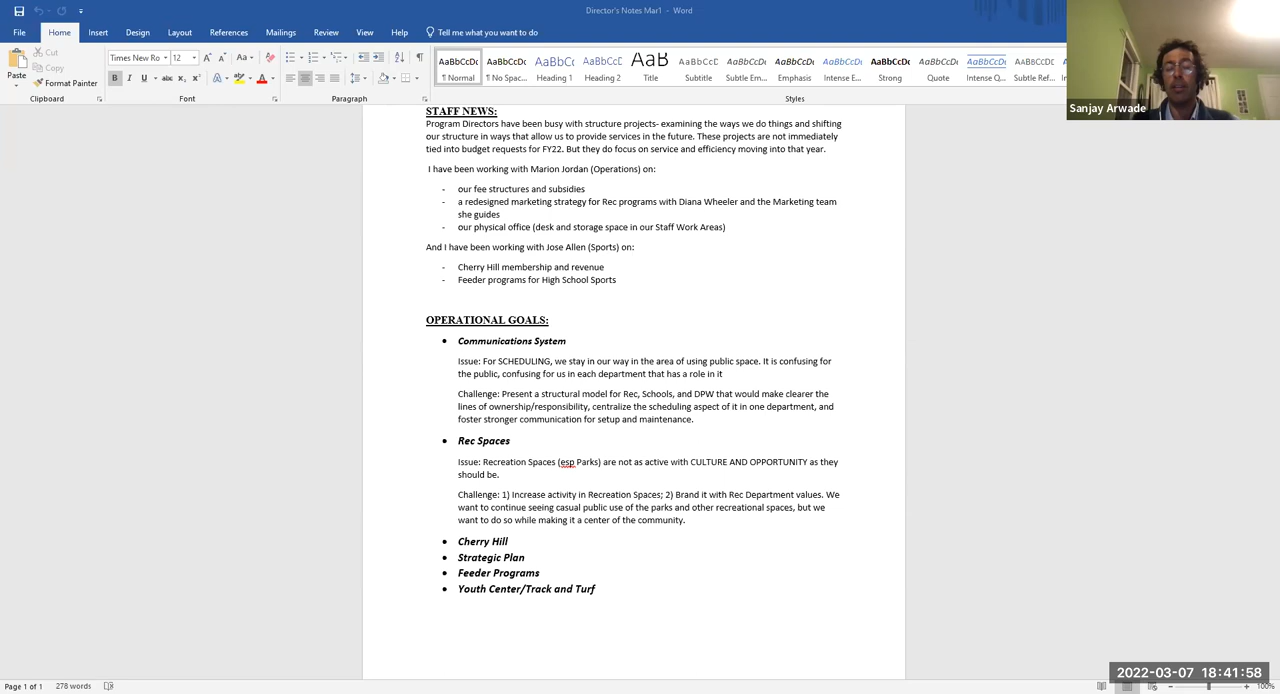 Director's Notes Mar1 - Word
File Home Insert Design Layout References Mailings Review View Help Tell me what you want to do
Cut
Copy
Paste
Format Painter
Clipboard
Times New Ro 12
Font
Paragraph
AaBbCcDc AaBbCcDc AaBbCc AaBbCcD AaB AaBbCcD AaBbCcDc AaBbCcDc AaBbCcDc AaBbCcDc AaBbCcDc AaBbCcDc AaBbCcDc
¶ Normal ¶ No Spac... Heading 1 Heading 2 Title Subtitle Subtle Em... Emphasis Intense E... Strong Quote Intense Q... Subtle Ref...
Styles
Sanjay Arwade
STAFF NEWS:
Program Directors have been busy with structure projects- examining the ways we do things and shifting
our structure in ways that allow us to provide services in the future. These projects are not immediately
tied into budget requests for FY22. But they do focus on service and efficiency moving into that year.
I have been working with Marion Jordan (Operations) on:
- our fee structures and subsidies
- a redesigned marketing strategy for Rec programs with Diana Wheeler and the Marketing team
she guides
- our physical office (desk and storage space in our Staff Work Areas)
And I have been working with Jose Allen (Sports) on:
- Cherry Hill membership and revenue
- Feeder programs for High School Sports
OPERATIONAL GOALS:
• Communications System
Issue: For SCHEDULING, we stay in our way in the area of using public space. It is confusing for
the public, confusing for us in each department that has a role in it
Challenge: Present a structural model for Rec, Schools, and DPW that would make clearer the
lines of ownership/responsibility, centralize the scheduling aspect of it in one department, and
foster stronger communication for setup and maintenance.
• Rec Spaces
Issue: Recreation Spaces (esp Parks) are not as active with CULTURE AND OPPORTUNITY as they
should be.
Challenge: 1) Increase activity in Recreation Spaces; 2) Brand it with Rec Department values. We
want to continue seeing casual public use of the parks and other recreational spaces, but we
want to do so while making it a center of the community.
• Cherry Hill
• Strategic Plan
• Feeder Programs
• Youth Center/Track and Turf
2022-03-07 18:41:58
Page 1 of 1 278 words 100%